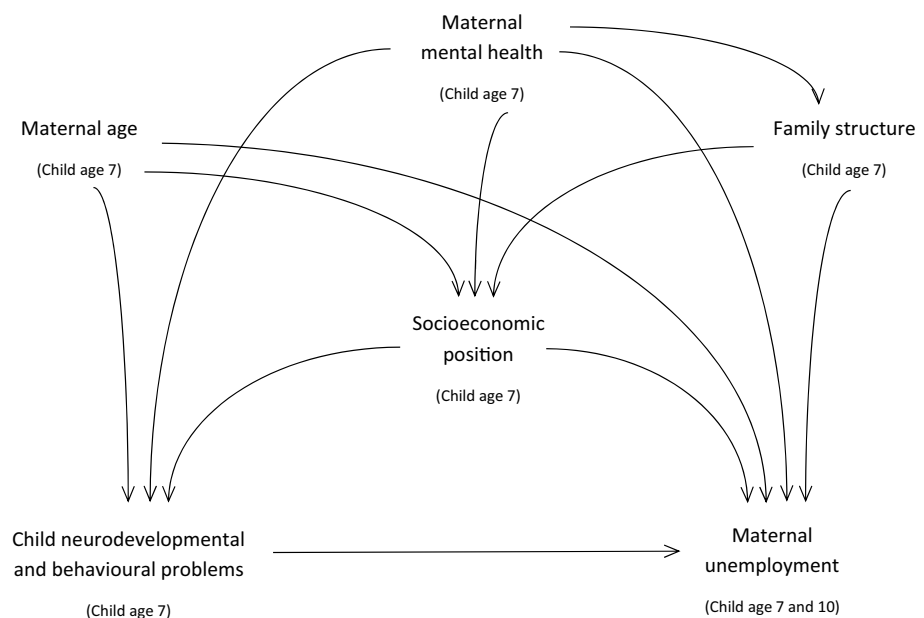 Maternal
mental health
(Child age 7)
Maternal age
(Child age 7)
Family structure
(Child age 7)
Socioeconomic
position
(Child age 7)
Child neurodevelopmental
and behavioural problems
(Child age 7)
Maternal
unemployment
(Child age 7 and 10)